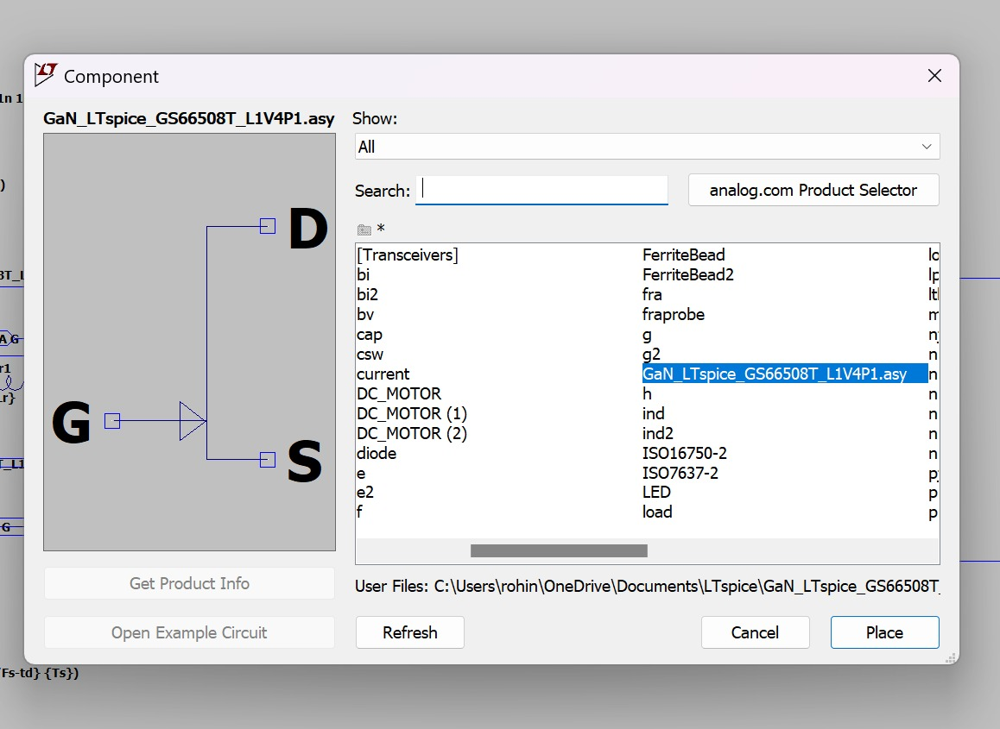 Component
GaN_LTspice_GS66508T_L1V4P1.asy
Show:
All
Search:
analog.com Product Selector
*
[Transceivers]
bi
bi2
bv
cap
csw
current
DC_MOTOR
DC_MOTOR (1)
DC_MOTOR (2)
diode
e
e2
f
FerriteBead
FerriteBead2
fra
fraprobe
g
g2
GaN_LTspice_GS66508T_L1V4P1.asy
h
ind
ind2
ISO16750-2
ISO7637-2
LED
load
D
G
S
Get Product Info
Open Example Circuit
User Files: C:\Users\rohin\OneDrive\Documents\LTspice\GaN_LTspice_GS66508T_
Refresh
Cancel
Place
1n 1
)
A G
r1
G
Fs-td} {Ts})